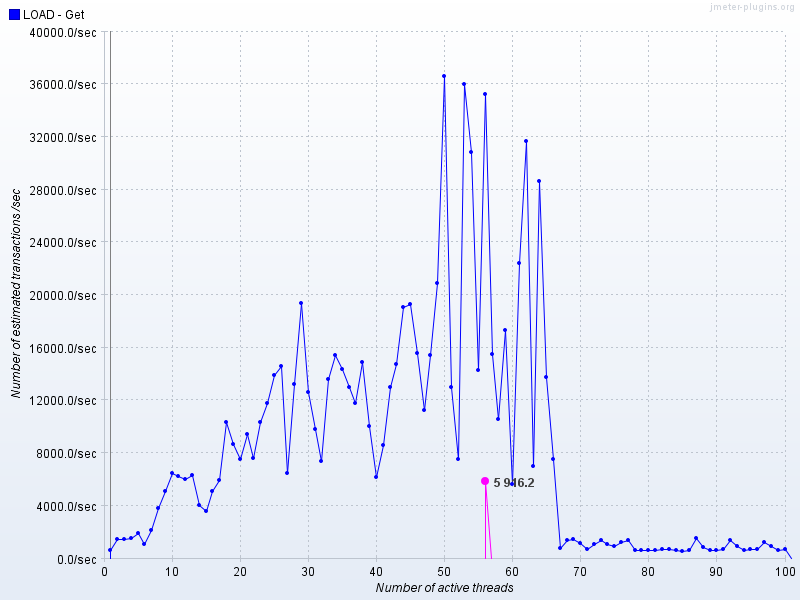 LOAD - Get
jmeter-plugins.org
40000.0/sec
36000.0/sec
32000.0/sec
28000.0/sec
24000.0/sec
20000.0/sec
16000.0/sec
12000.0/sec
8000.0/sec
4000.0/sec
0.0/sec
Number of estimated transactions /sec
5 946.2
0 10 20 30 40 50 60 70 80 90 100
Number of active threads